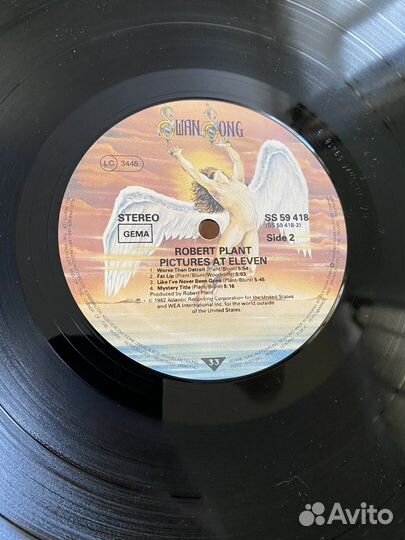 SWAN SONG
LC 3445
STEREO
GEMA
SS 59 418
(SS 59 418-2)
Side 2
ROBERT PLANT
PICTURES AT ELEVEN
1. Worse Than Detroit (Plant/Blunt) 5:54
2. Fat Lip (Plant/Blunt/Woodroffe) 5:03
3. Like I've Never Been Gone (Plant/Blunt) 5:45
4. Mystery Title (Plant/Blunt) 5:16
Produced by Robert Plant
℗ © 1982 Atlantic Recording Corporation for the United States
and WEA International Inc. for the world outside
of the United States.
33
Avito